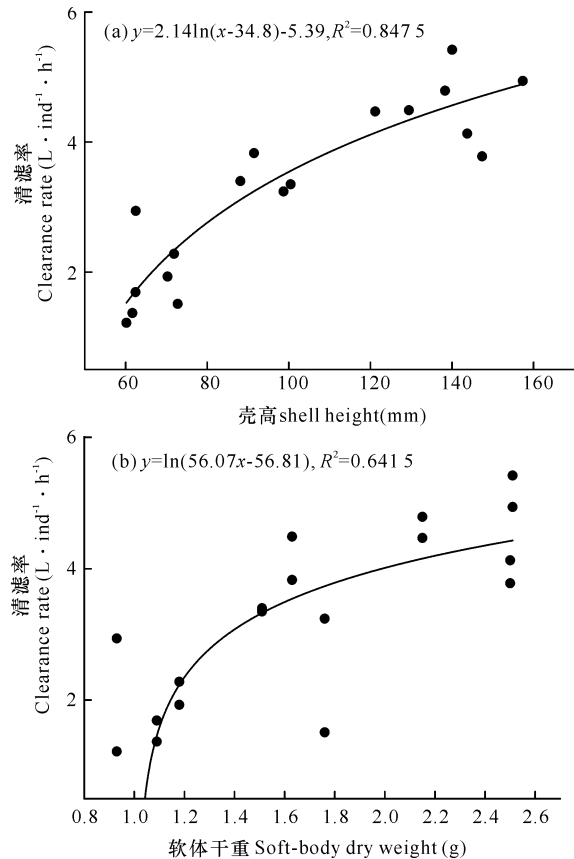 (a) y=2.14ln(x-34.8)-5.39,R²=0.847 5
6
4
2
清滤率
Clearance rate (L·ind⁻¹·h⁻¹)
60 80 100 120 140 160
壳高shell height(mm)
(b) y=ln(56.07x-56.81), R²=0.641 5
6
4
2
清滤率
Clearance rate (L·ind⁻¹·h⁻¹)
0.8 1.0 1.2 1.4 1.6 1.8 2.0 2.2 2.4 2.6
软体干重 Soft-body dry weight (g)